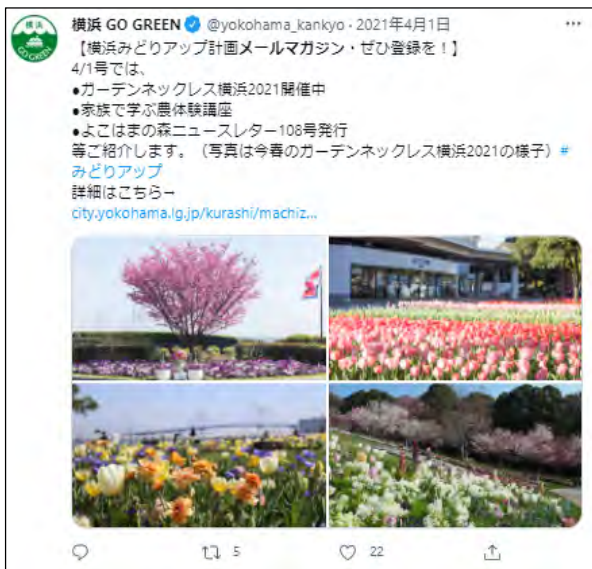 横浜 GO GREEN @yokohama_kankyo · 2021年4月1日
【横浜みどりアップ計画メールマガジン・ぜひ登録を！】
4/1号では、
●ガーデンネックレス横浜2021開催中
●家族で学ぶ農体験講座
●よこはまの森ニュースレター108号発行
等ご紹介します。（写真は今春のガーデンネックレス横浜2021の様子）#
みどりアップ
詳細はこちら→
city.yokohama.lg.jp/kurashi/machiz...
5
22
横浜
GO GREEN